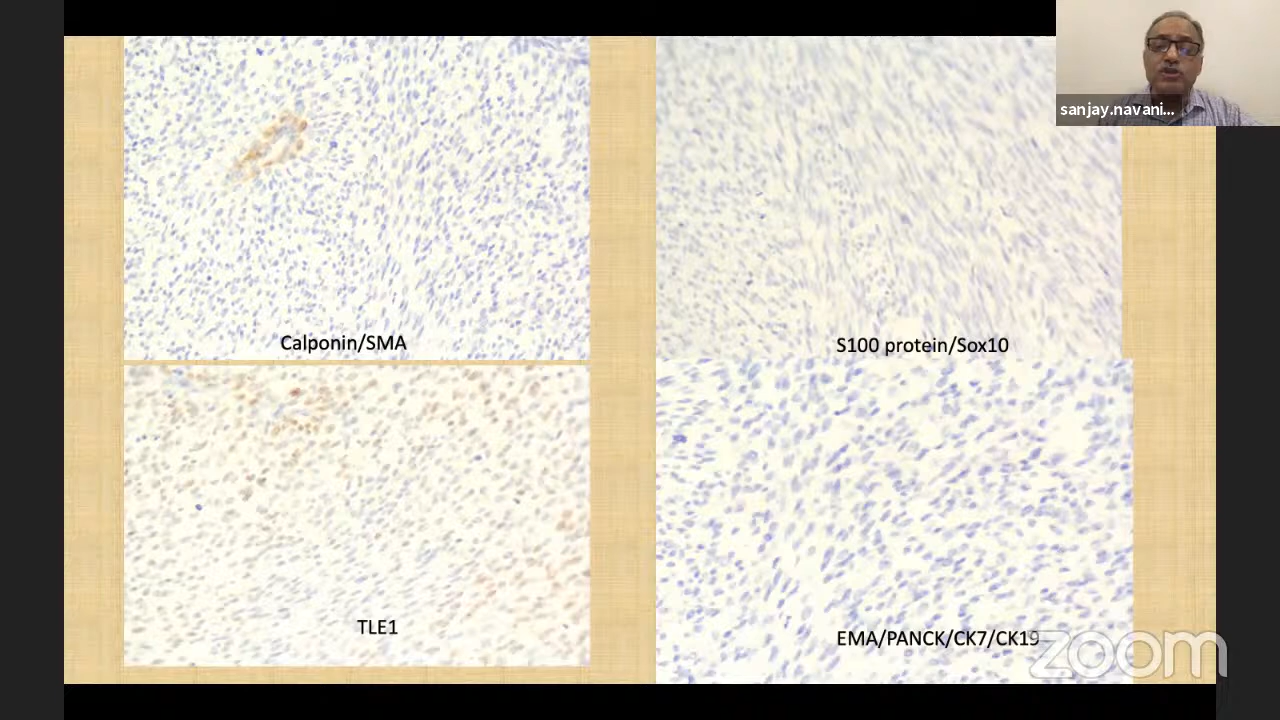 sanjay.navani...
Calponin/SMA
S100 protein/Sox10
TLE1
EMA/PANCK/CK7/CK19
zoom